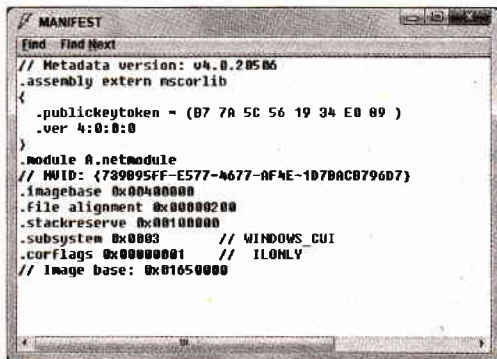 MANIFEST
Find Find Next
// Metadata version: v4.0.20506
.assembly extern mscorlib
{
.publickeytoken = (B7 7A 5C 56 19 34 E0 89 )
.ver 4:0:0:0
}
.module A.netmodule
// MVID: {739B95FF-E577-4677-AF4E-1D7BACB796D7}
.imagebase 0x00400000
.file alignment 0x00000200
.stackreserve 0x00100000
.subsystem 0x0003 // WINDOWS_CUI
.corflags 0x00000001 // ILONLY
// Image base: 0x01650000